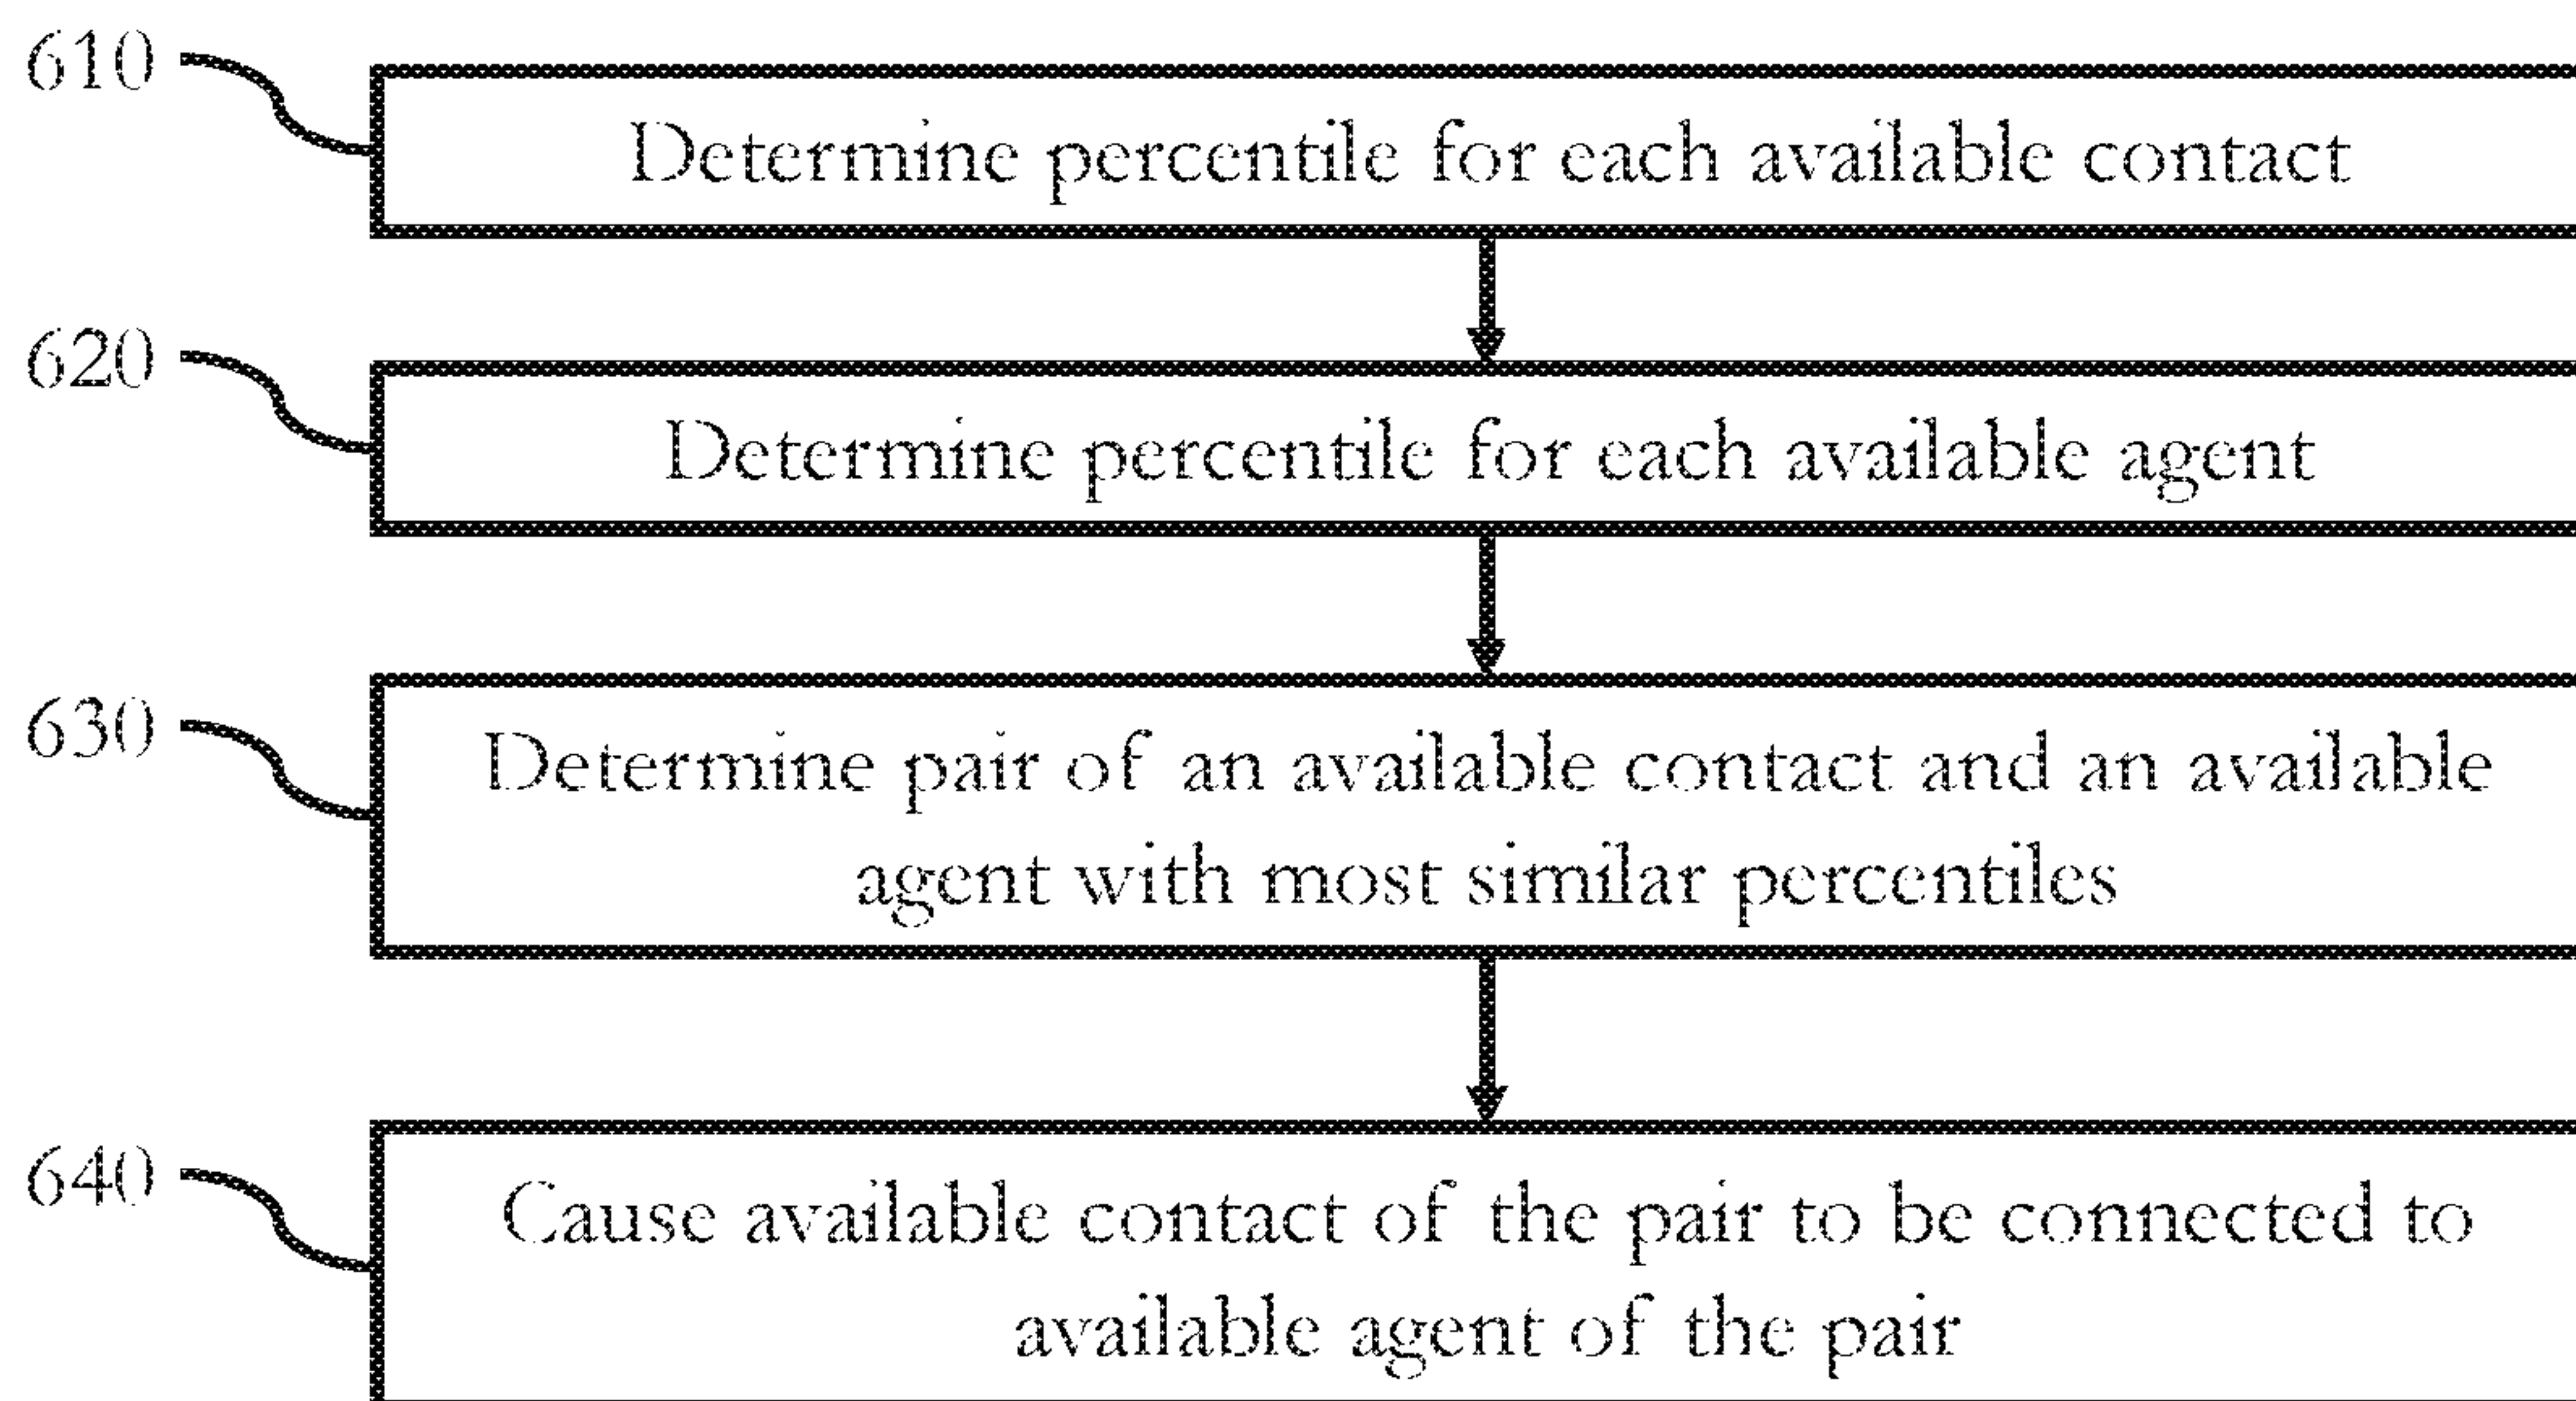 610
Determine percentile for each available contact
620
Determine percentile for each available agent
630
Determine pair of an available contact and an available
agent with most similar percentiles
640
Cause available contact of the pair to be connected to
available agent of the pair